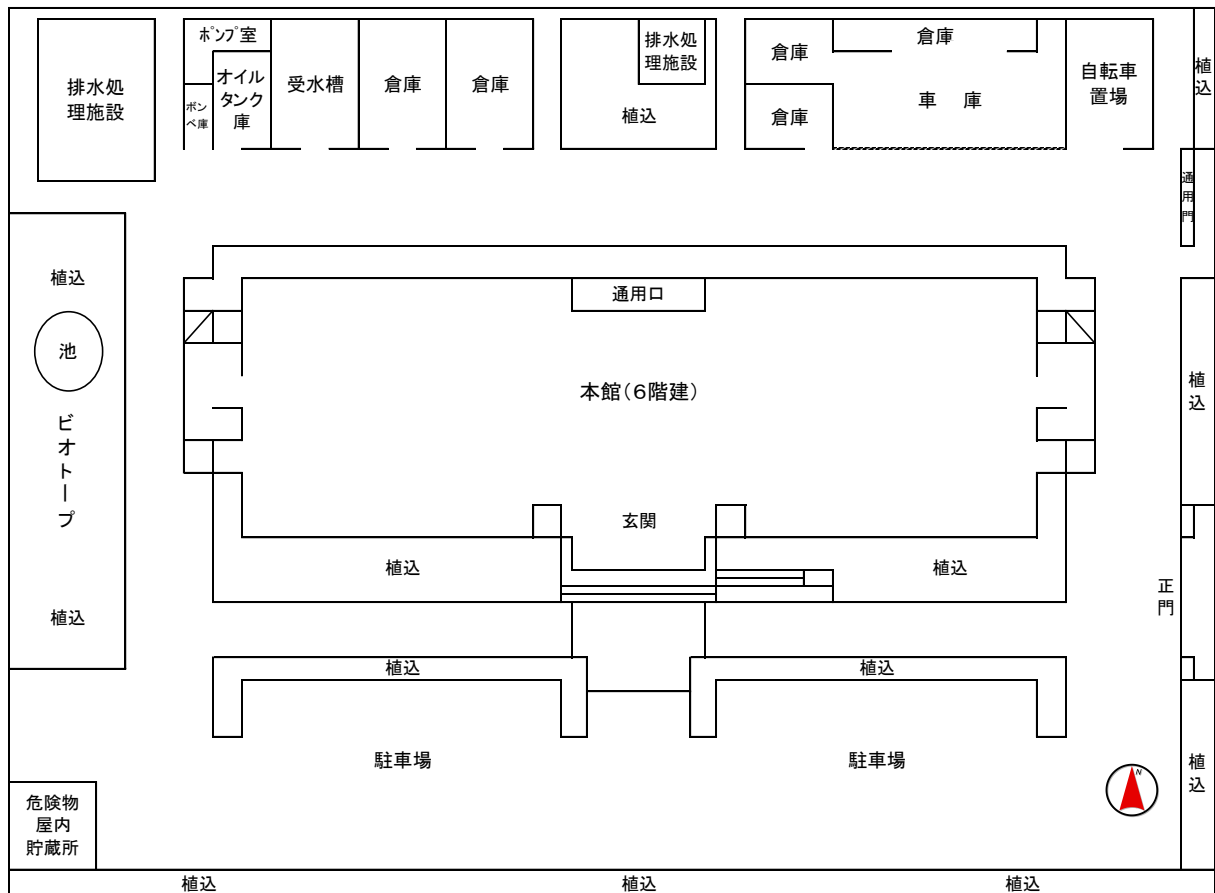 排水処
理施設
ポンプ室
オイル
タンク
庫
ボン
ベ庫
受水槽
倉庫
倉庫
排水処
理施設
植込
倉庫
倉庫
倉庫
車　庫
自転車
置場
植込
通用門
植込
池
ビオトープ
植込
通用口
本館（６階建）
玄関
植込
植込
植込
正門
植込
植込
駐車場
駐車場
N
植込
危険物
屋内
貯蔵所
植込
植込
植込